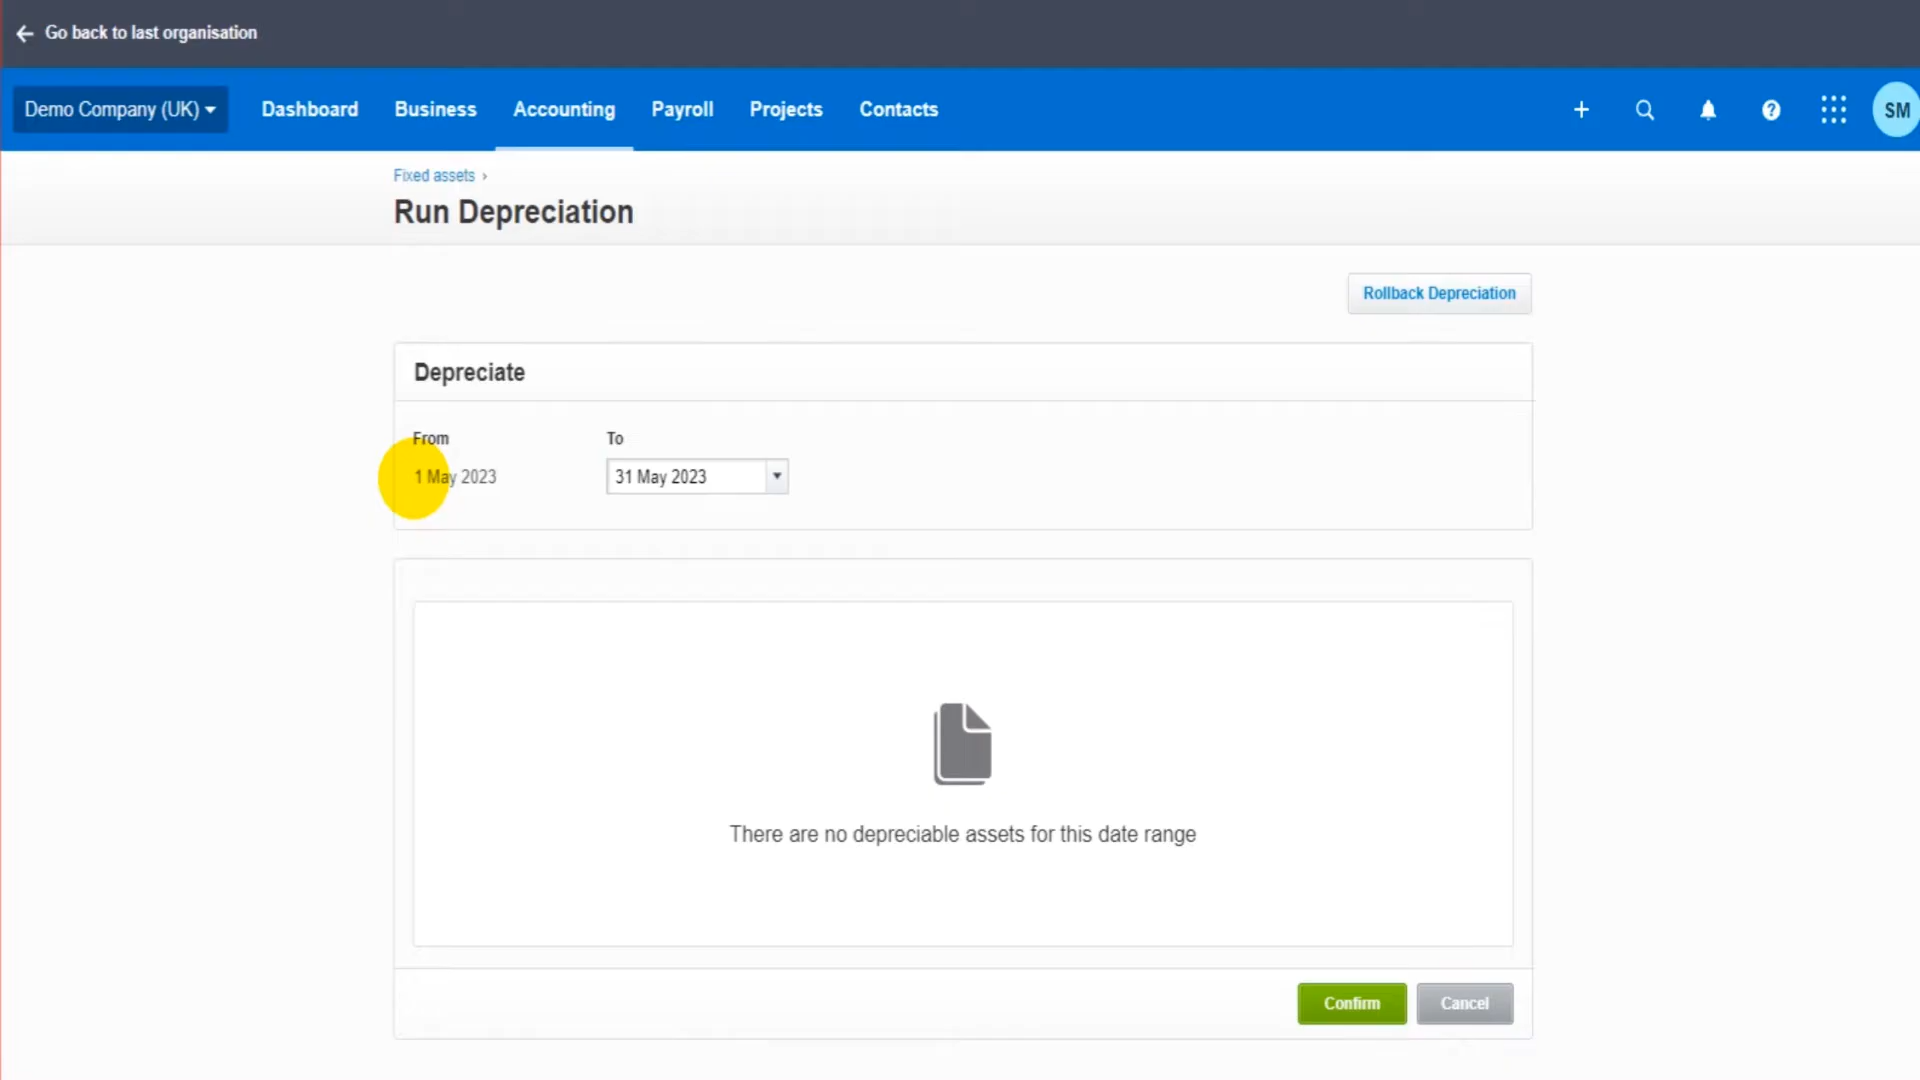 Go back to last organisation
Demo Company (UK)
Dashboard
Business
Accounting
Payroll
Projects
Contacts
SM
Fixed assets ›
Run Depreciation
Rollback Depreciation
Depreciate
From
To
1 May 2023
31 May 2023
There are no depreciable assets for this date range
Confirm
Cancel